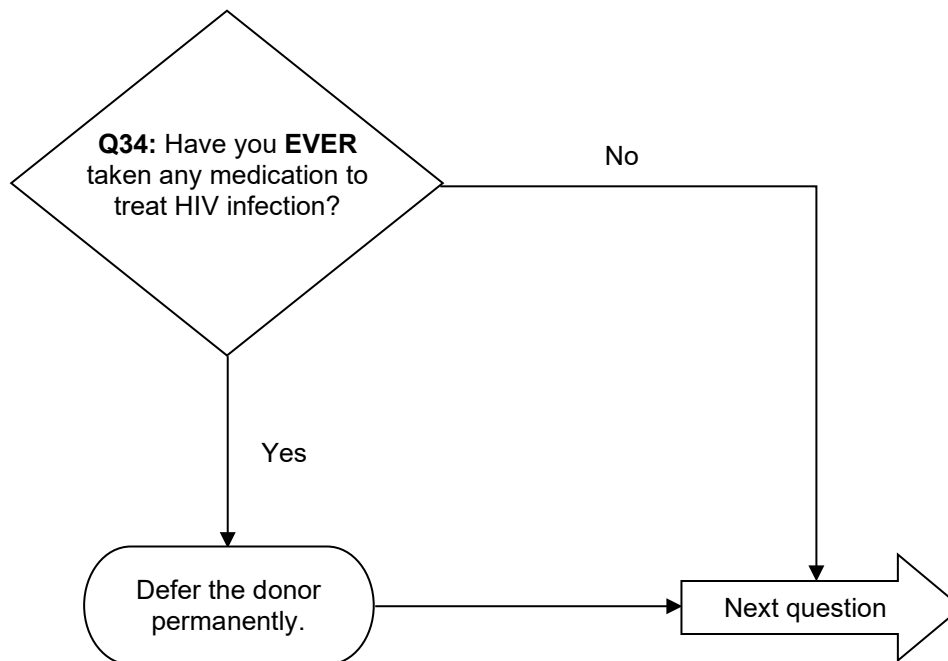 Q34: Have you EVER
taken any medication to
treat HIV infection?
No
Yes
Defer the donor
permanently.
Next question